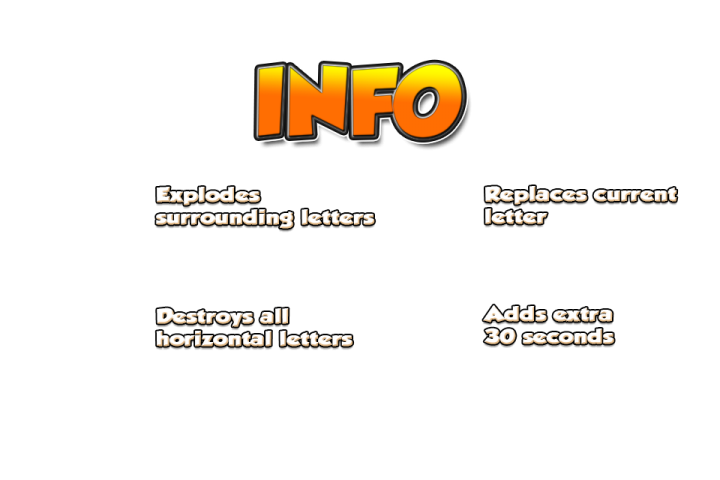 INFO
Explodes
surrounding letters
Replaces current
letter
Destroys all
horizontal letters
Adds extra
30 seconds